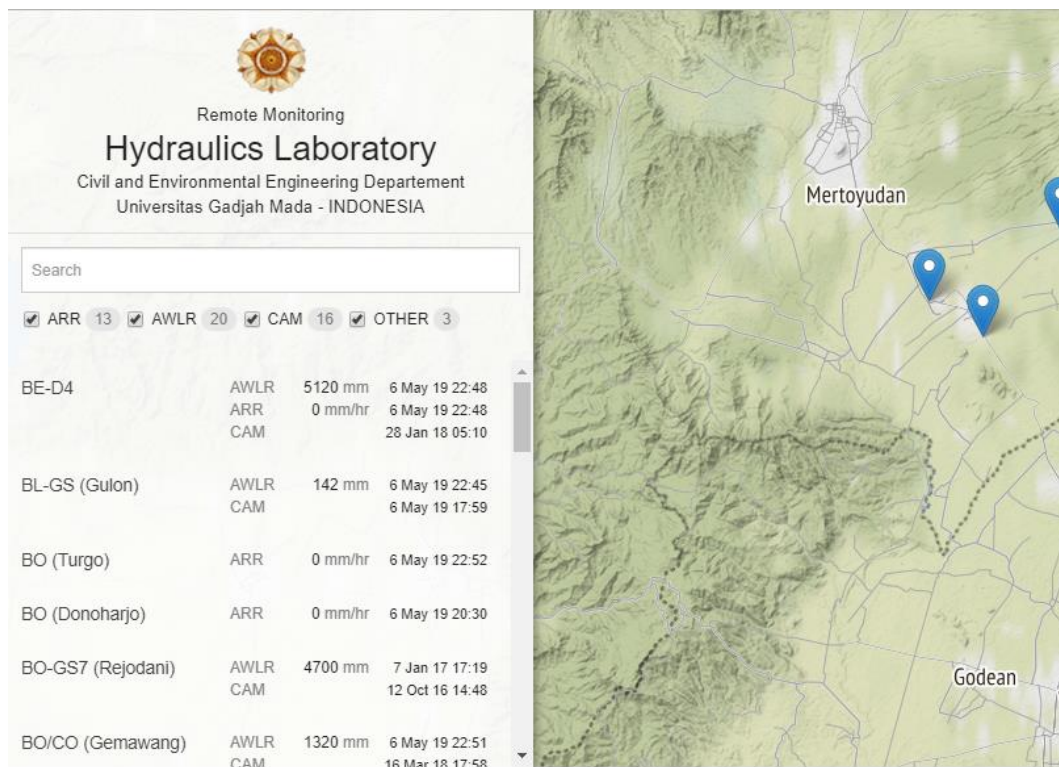 Remote Monitoring
Hydraulics Laboratory
Civil and Environmental Engineering Departement
Universitas Gadjah Mada - INDONESIA
Search
ARR 13 AWLR 20 CAM 16 OTHER 3
BE-D4 AWLR 5120 mm 6 May 19 22:48
ARR 0 mm/hr 6 May 19 22:48
CAM 28 Jan 18 05:10
BL-GS (Gulon) AWLR 142 mm 6 May 19 22:45
CAM 6 May 19 17:59
BO (Turgo) ARR 0 mm/hr 6 May 19 22:52
BO (Donoharjo) ARR 0 mm/hr 6 May 19 20:30
BO-GS7 (Rejodani) AWLR 4700 mm 7 Jan 17 17:19
CAM 12 Oct 16 14:48
BO/CO (Gemawang) AWLR 1320 mm 6 May 19 22:51
CAM 16 Mar 18 17:58
Mertoyudan
Godean